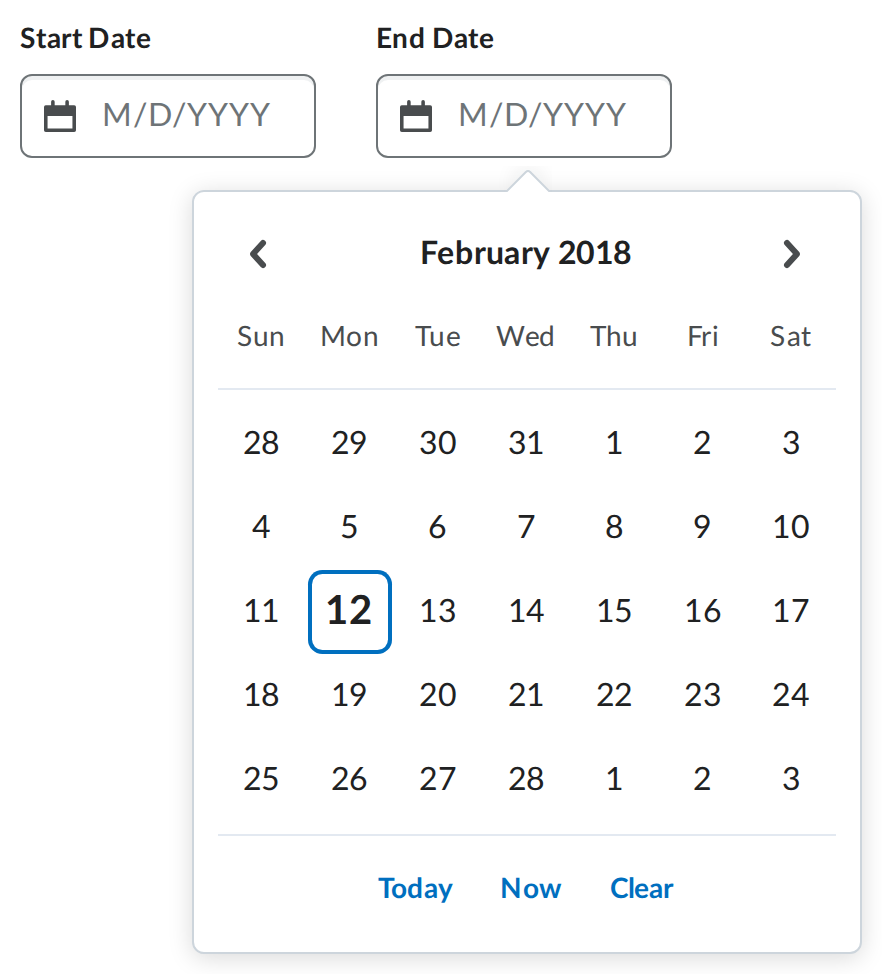 Start Date End Date
M/D/YYYY M/D/YYYY
February 2018
Sun Mon Tue Wed Thu Fri Sat
28 29 30 31 1 2 3
4 5 6 7 8 9 10
11 12 13 14 15 16 17
18 19 20 21 22 23 24
25 26 27 28 1 2 3
Today Now Clear